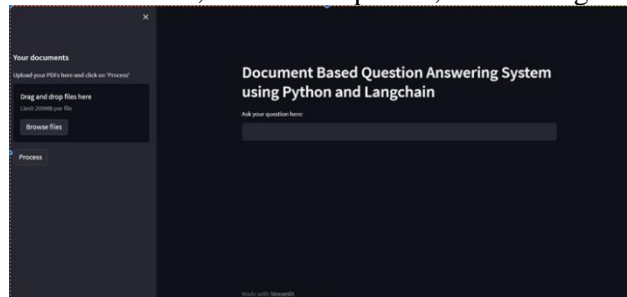 ×
Your documents
Upload your PDFs here and click on 'Process'
Drag and drop files here
Limit 200MB per file
Browse files
Process
Document Based Question Answering System
using Python and Langchain
Ask your question here:
Made with Streamlit